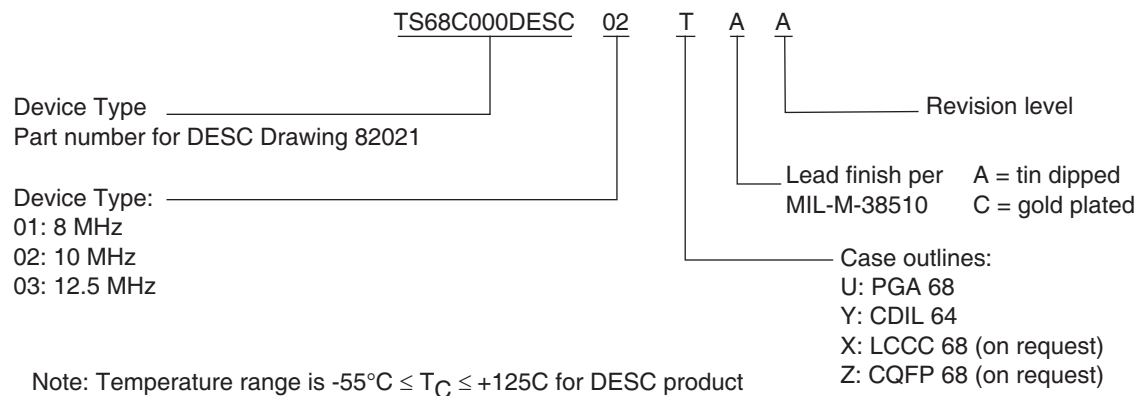 TS68C000DESC 02 T A A
Device Type
Part number for DESC Drawing 82021
Revision level
Lead finish per A = tin dipped
MIL-M-38510 C = gold plated
Device Type:
01: 8 MHz
02: 10 MHz
03: 12.5 MHz
Case outlines:
U: PGA 68
Y: CDIL 64
X: LCCC 68 (on request)
Z: CQFP 68 (on request)
Note: Temperature range is -55°C ≤ TC ≤ +125C for DESC product